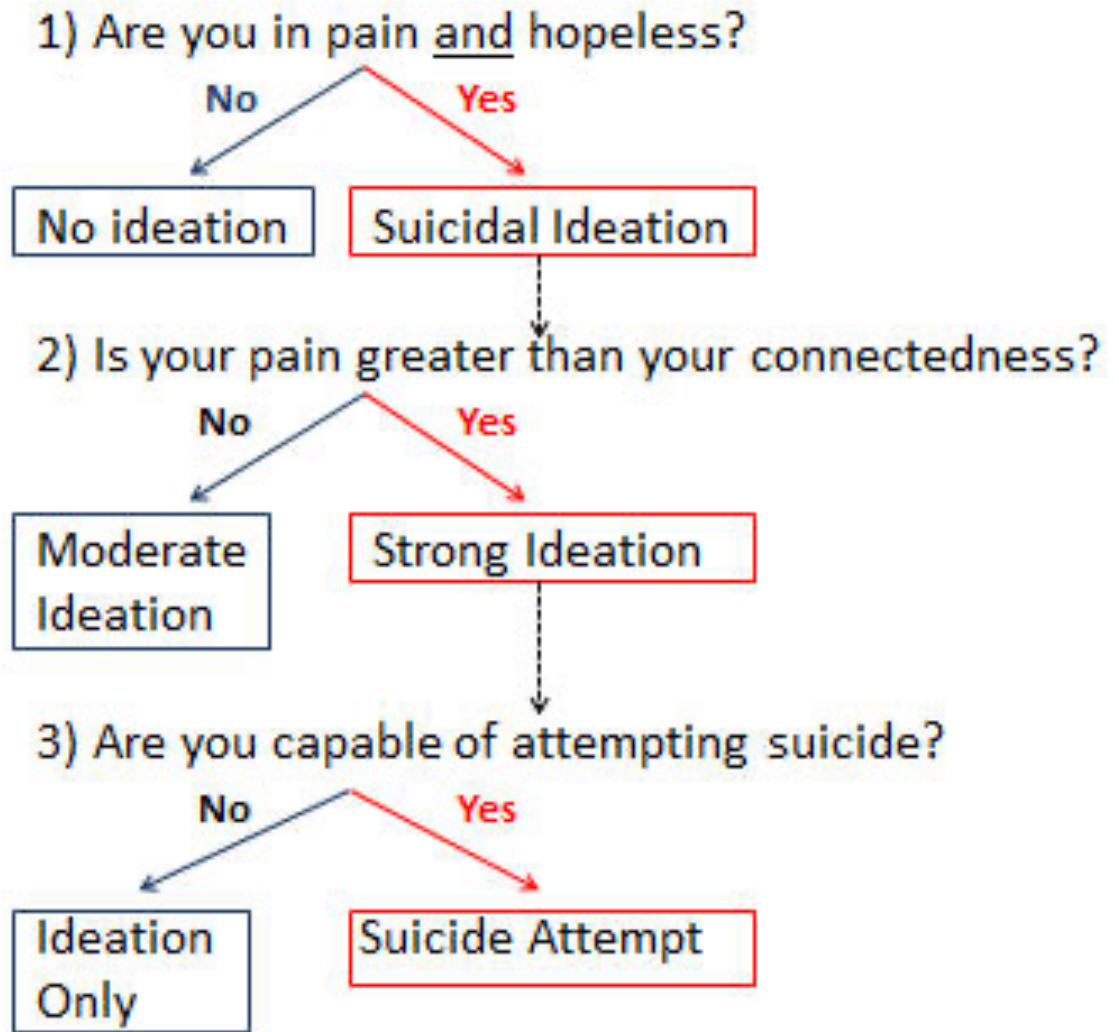 1) Are you in pain and hopeless?
No
Yes
No ideation
Suicidal Ideation
2) Is your pain greater than your connectedness?
No
Yes
Moderate
Ideation
Strong Ideation
3) Are you capable of attempting suicide?
No
Yes
Ideation
Only
Suicide Attempt